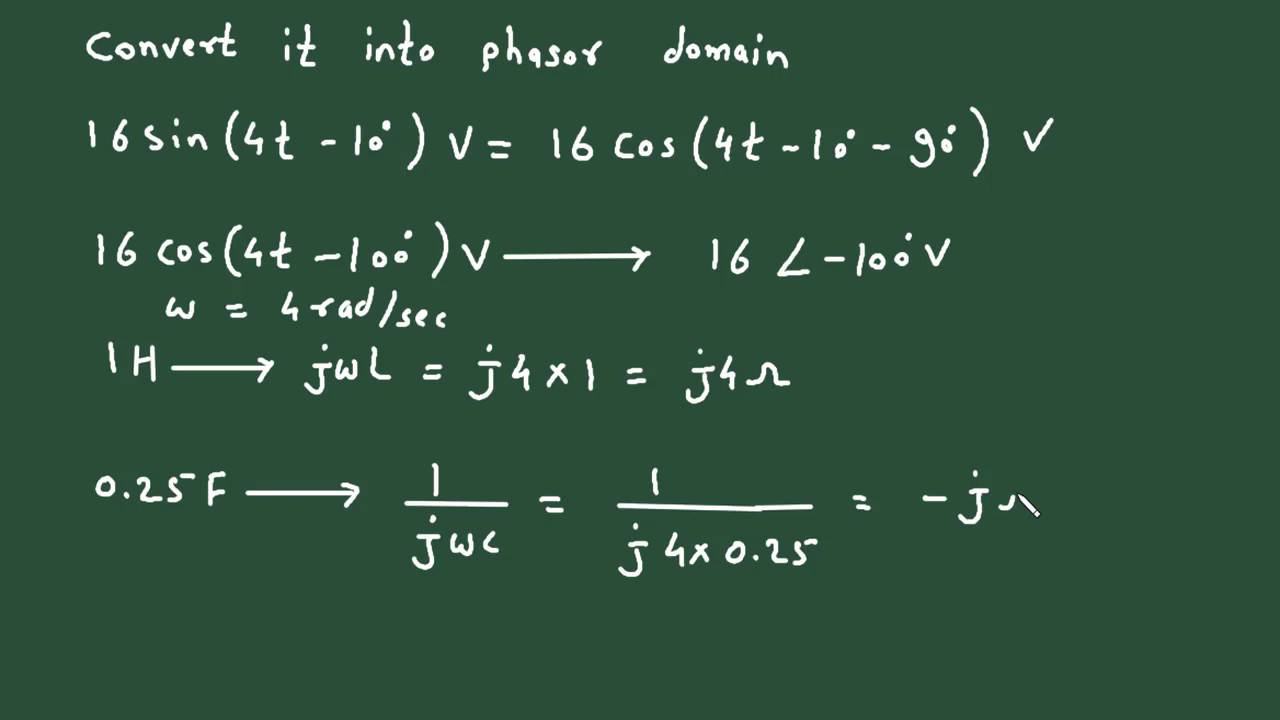 Convert it into phasor domain
16 sin(4t - 10°) V = 16 cos(4t - 10° - 90°) V
16 cos(4t - 100°) V ⟶ 16 ∠ -100° V
ω = 4 rad/sec
1 H ⟶ jωL = j4 × 1 = j4 Ω
0.25 F ⟶ 1/jωC = 1/j4 × 0.25 = -jΩ